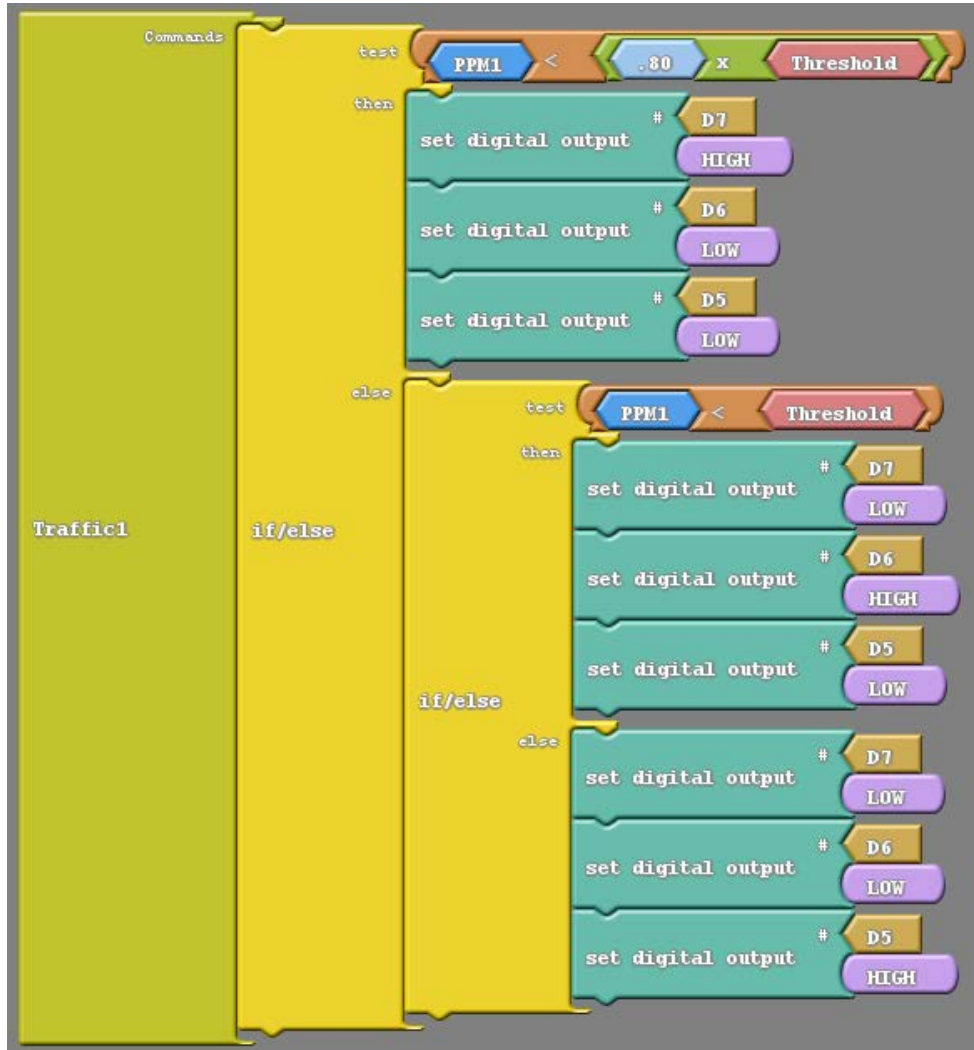 Commands
test PPM1 < .80 x Threshold
then
set digital output # D7 HIGH
set digital output # D6 LOW
set digital output # D5 LOW
else
test PPM1 < Threshold
then
set digital output # D7 LOW
Traffic1 if/else
set digital output # D6 HIGH
set digital output # D5 LOW
if/else
else
set digital output # D7 LOW
set digital output # D6 LOW
set digital output # D5 HIGH